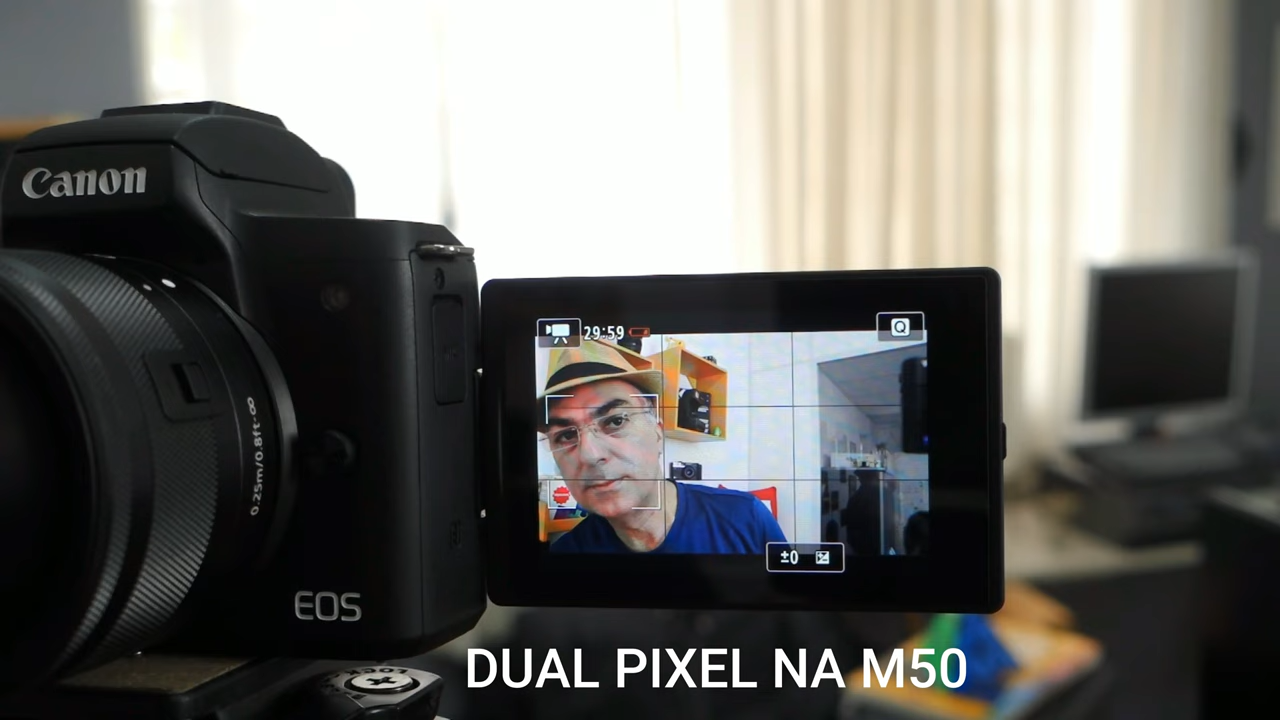 Canon
29:59
Q
±0
0.25m/0.8ft-∞
EOS
DUAL PIXEL NA M50